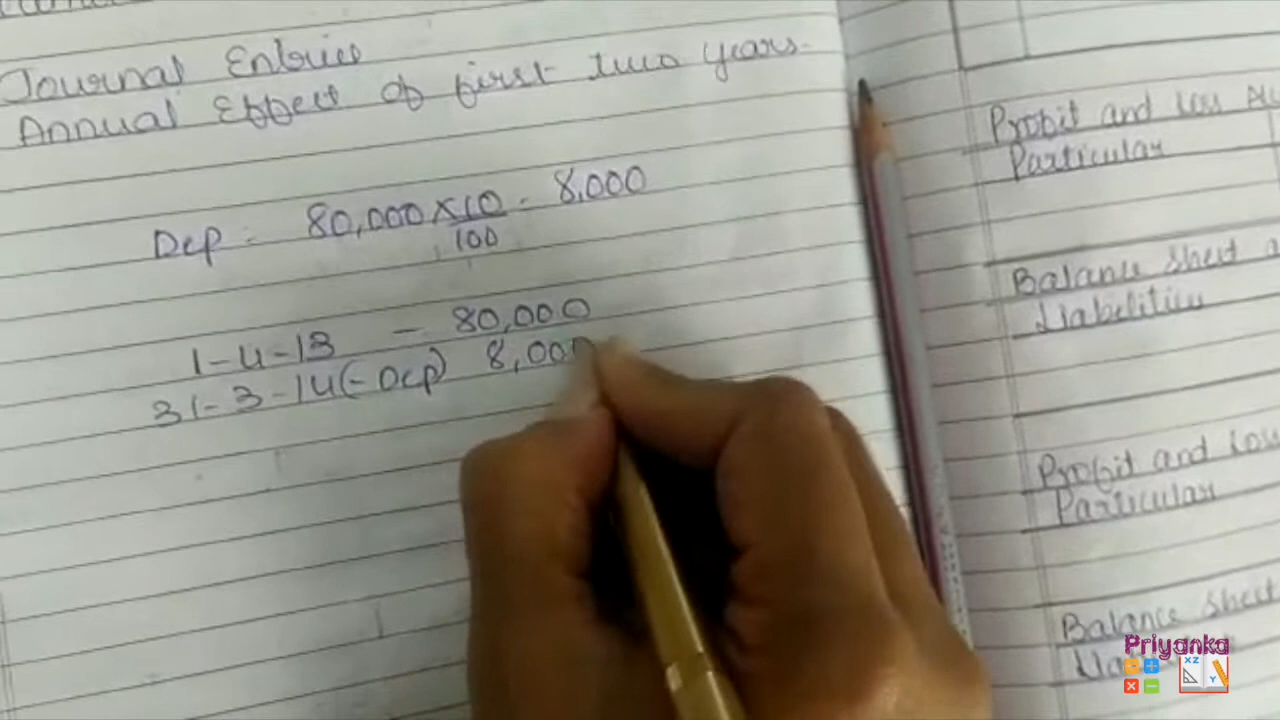 Journal Entries
Annual Effect of first two years.
Dep = 80,000 × 10 = 8,000
100
1-4-13 - 80,000
31-3-14 (- Dep) 8,000
Profit and Loss
Particular
Balance Sheet
Liabilities
Profit and
Particular
Balance Sheet
Priyanka
XZ
Y